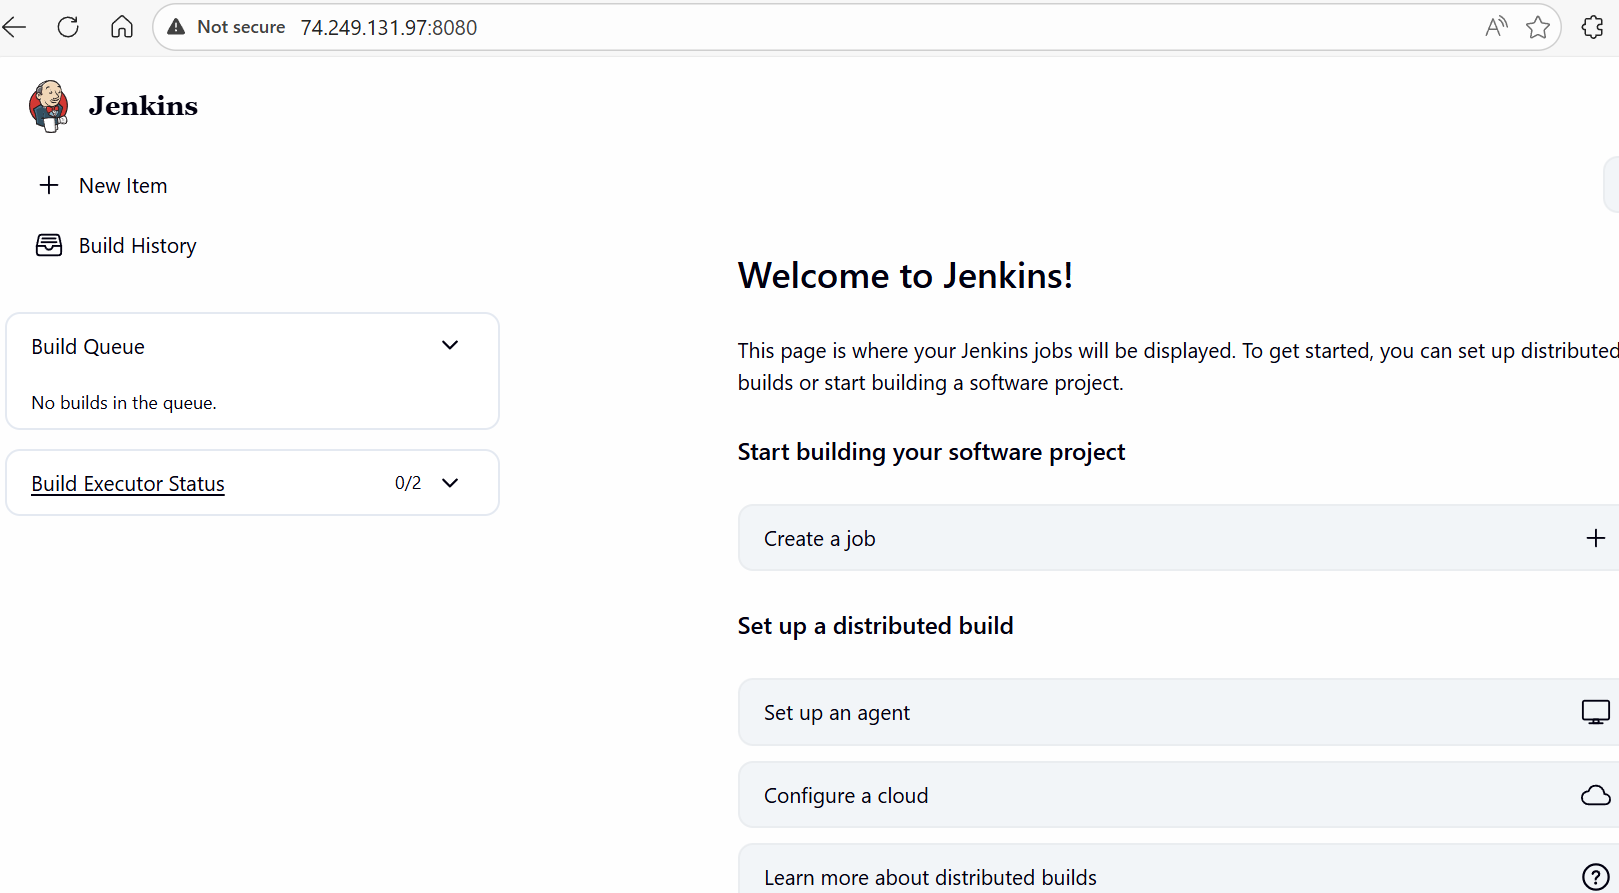 Not secure 74.249.131.97:8080
Jenkins
New Item
Build History
Build Queue
No builds in the queue.
Build Executor Status 0/2
Welcome to Jenkins!
This page is where your Jenkins jobs will be displayed. To get started, you can set up distributed
builds or start building a software project.
Start building your software project
Create a job
Set up a distributed build
Set up an agent
Configure a cloud
Learn more about distributed builds